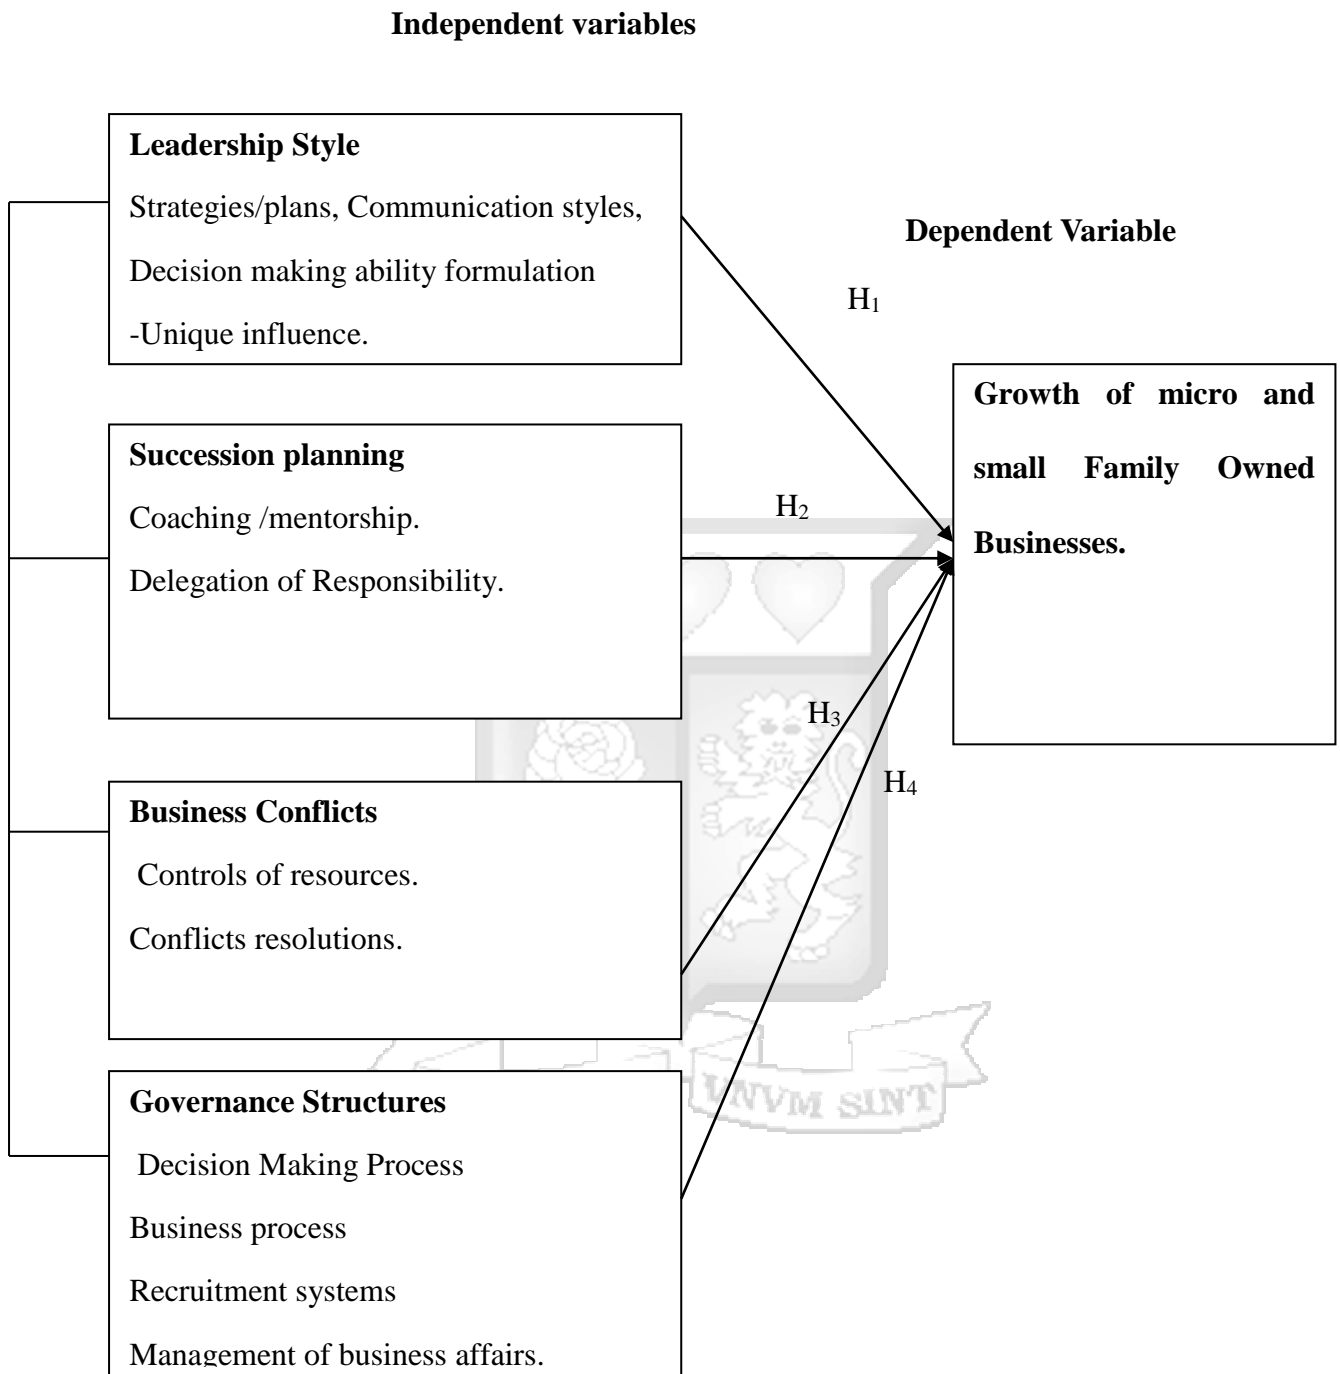 Independent variables
Leadership Style
Strategies/plans, Communication styles,
Decision making ability formulation
-Unique influence.
Dependent Variable
H₁
Growth of micro and
small Family Owned
Businesses.
Succession planning
Coaching /mentorship.
Delegation of Responsibility.
H₂
H₃
H₄
Business Conflicts
Controls of resources.
Conflicts resolutions.
VNVM SINT
Governance Structures
Decision Making Process
Business process
Recruitment systems
Management of business affairs.